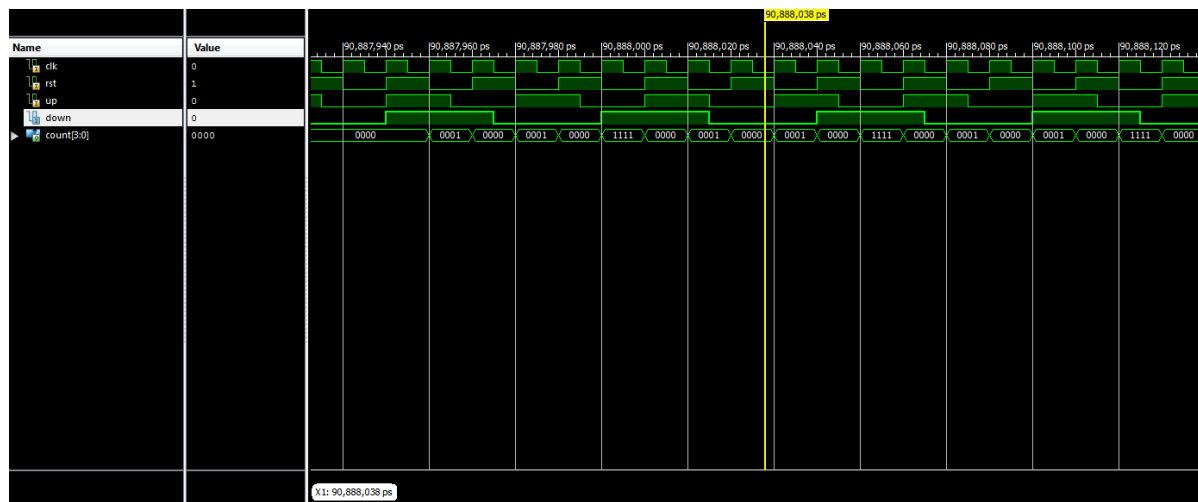 90,888,038 ps
Name Value
90,887,940 ps 90,887,960 ps 90,887,980 ps 90,888,000 ps 90,888,020 ps 90,888,040 ps 90,888,060 ps 90,888,080 ps 90,888,100 ps 90,888,120 ps
clk 0
rst 1
up 0
down 0
count[3:0] 0000 0000 0001 0000 0001 0000 1111 0000 0001 0000 0001 0000 1111 0000 0001 0000 0001 0000 1111 0000
X1: 90,888,038 ps